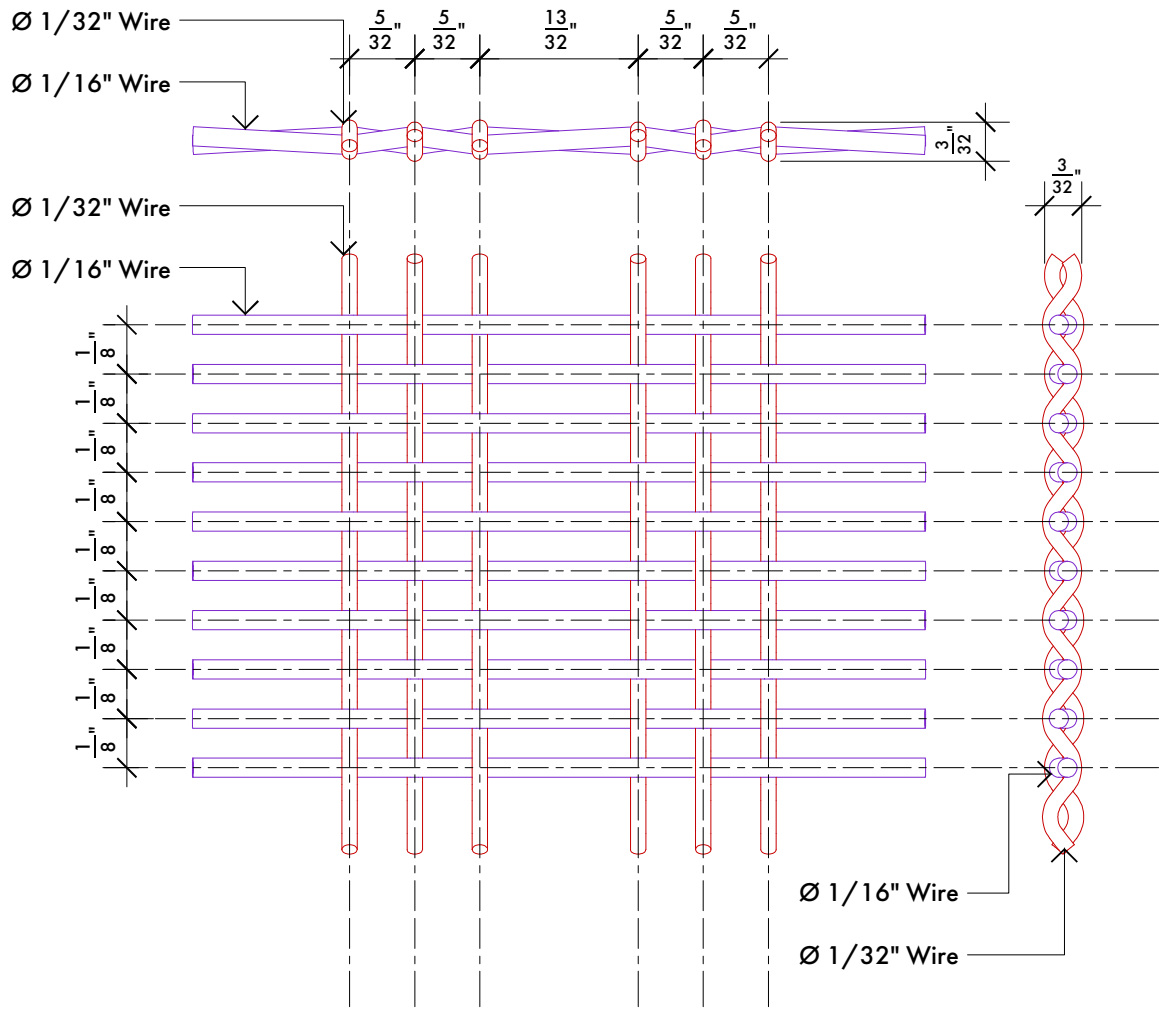 Ø 1/32" Wire
5/32" 5/32" 13/32" 5/32" 5/32"
Ø 1/16" Wire
3/32"
3/32"
Ø 1/32" Wire
Ø 1/16" Wire
1/8"
1/8"
1/8"
1/8"
1/8"
1/8"
1/8"
1/8"
1/8"
Ø 1/16" Wire
Ø 1/32" Wire